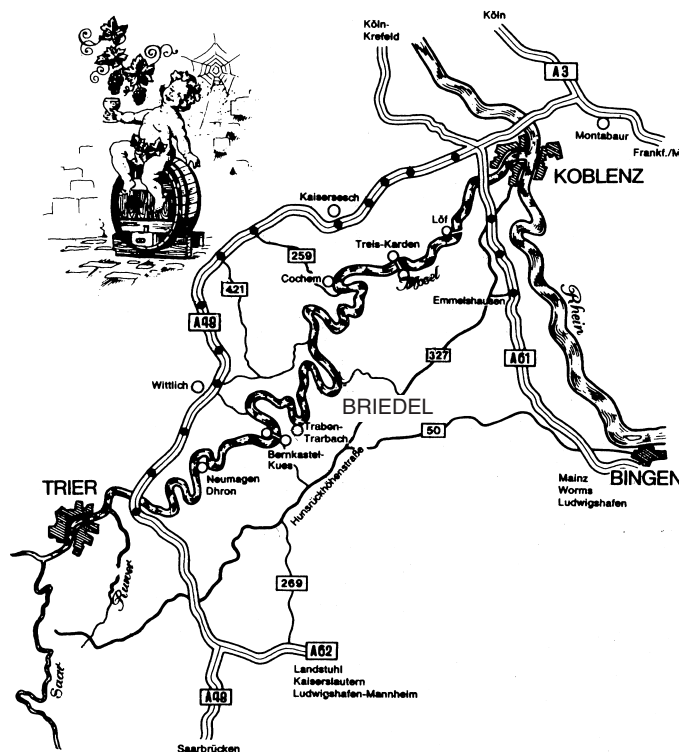 Köln
Köln-
Krefeld
A3
Montabaur
Frankf./M
KOBLENZ
Kaisersesch
Löf
Treis-Karden
259
Cochem
Mosel
Rhein
421
Emmelshausen
A48
327
A61
Wittlich
BRIEDEL
Traben-
Trarbach
50
Bernkastel-
Kues
Neumagen
Dhron
Hunsrückhöhenstraße
BINGEN
Mainz
Worms
Ludwigshafen
TRIER
Ruwer
269
Saar
A62
Landstuhl
Kaiserslautern
Ludwigshafen-Mannheim
A48
Saarbrücken